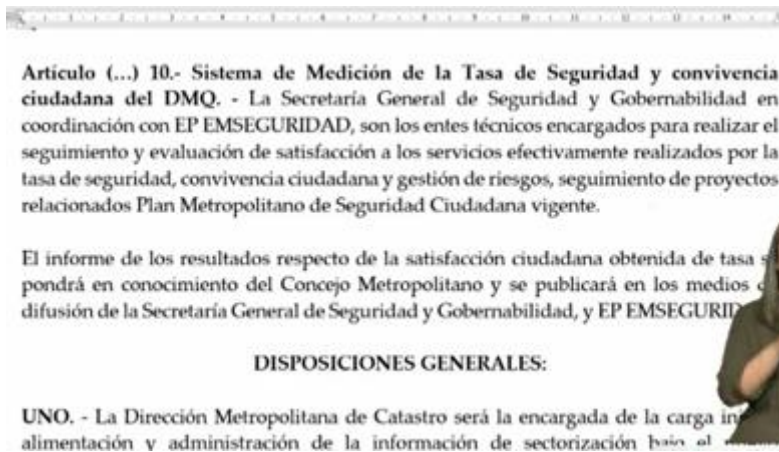 Artículo (...) 10.- Sistema de Medición de la Tasa de Seguridad y convivencia
ciudadana del DMQ. - La Secretaría General de Seguridad y Gobernabilidad en
coordinación con EP EMSEGURIDAD, son los entes técnicos encargados para realizar el
seguimiento y evaluación de satisfacción a los servicios efectivamente realizados por la
tasa de seguridad, convivencia ciudadana y gestión de riesgos, seguimiento de proyectos
relacionados Plan Metropolitano de Seguridad Ciudadana vigente.
El informe de los resultados respecto de la satisfacción ciudadana obtenida de tasa
pondrá en conocimiento del Concejo Metropolitano y se publicará en los medios
difusión de la Secretaría General de Seguridad y Gobernabilidad, y EP
DISPOSICIONES GENERALES:
UNO. - La Dirección Metropolitana de Catastro será la encargada de la carga
alimentación y administración de la información de sectorización bajo el